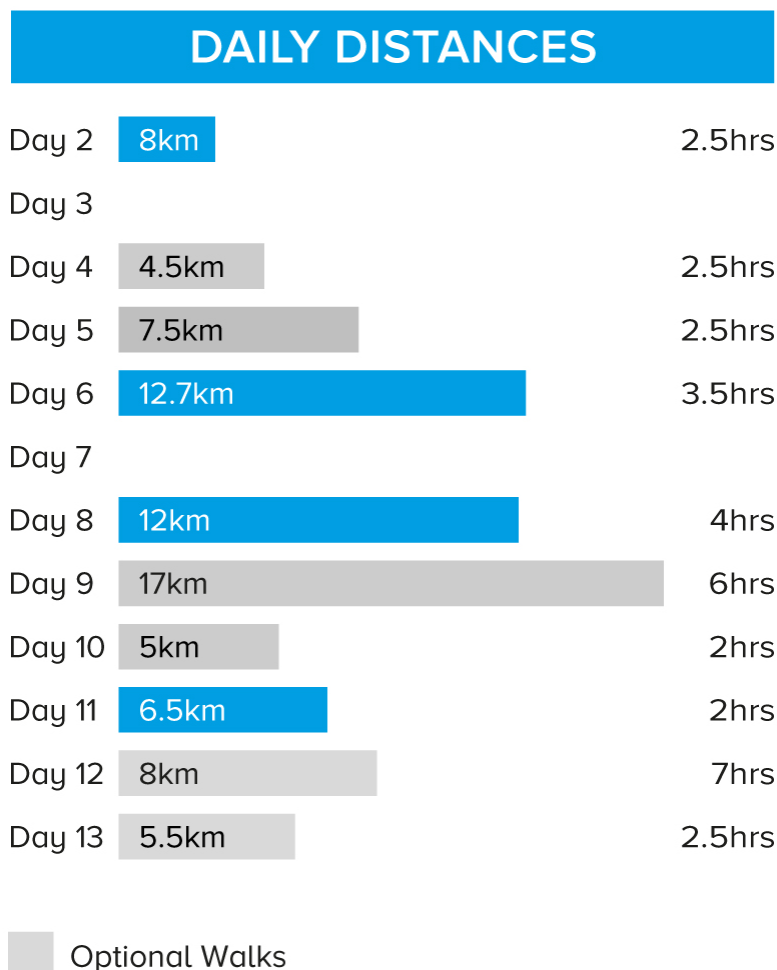 DAILY DISTANCES
Day 2 8km 2.5hrs
Day 3
Day 4 4.5km 2.5hrs
Day 5 7.5km 2.5hrs
Day 6 12.7km 3.5hrs
Day 7
Day 8 12km 4hrs
Day 9 17km 6hrs
Day 10 5km 2hrs
Day 11 6.5km 2hrs
Day 12 8km 7hrs
Day 13 5.5km 2.5hrs
Optional Walks